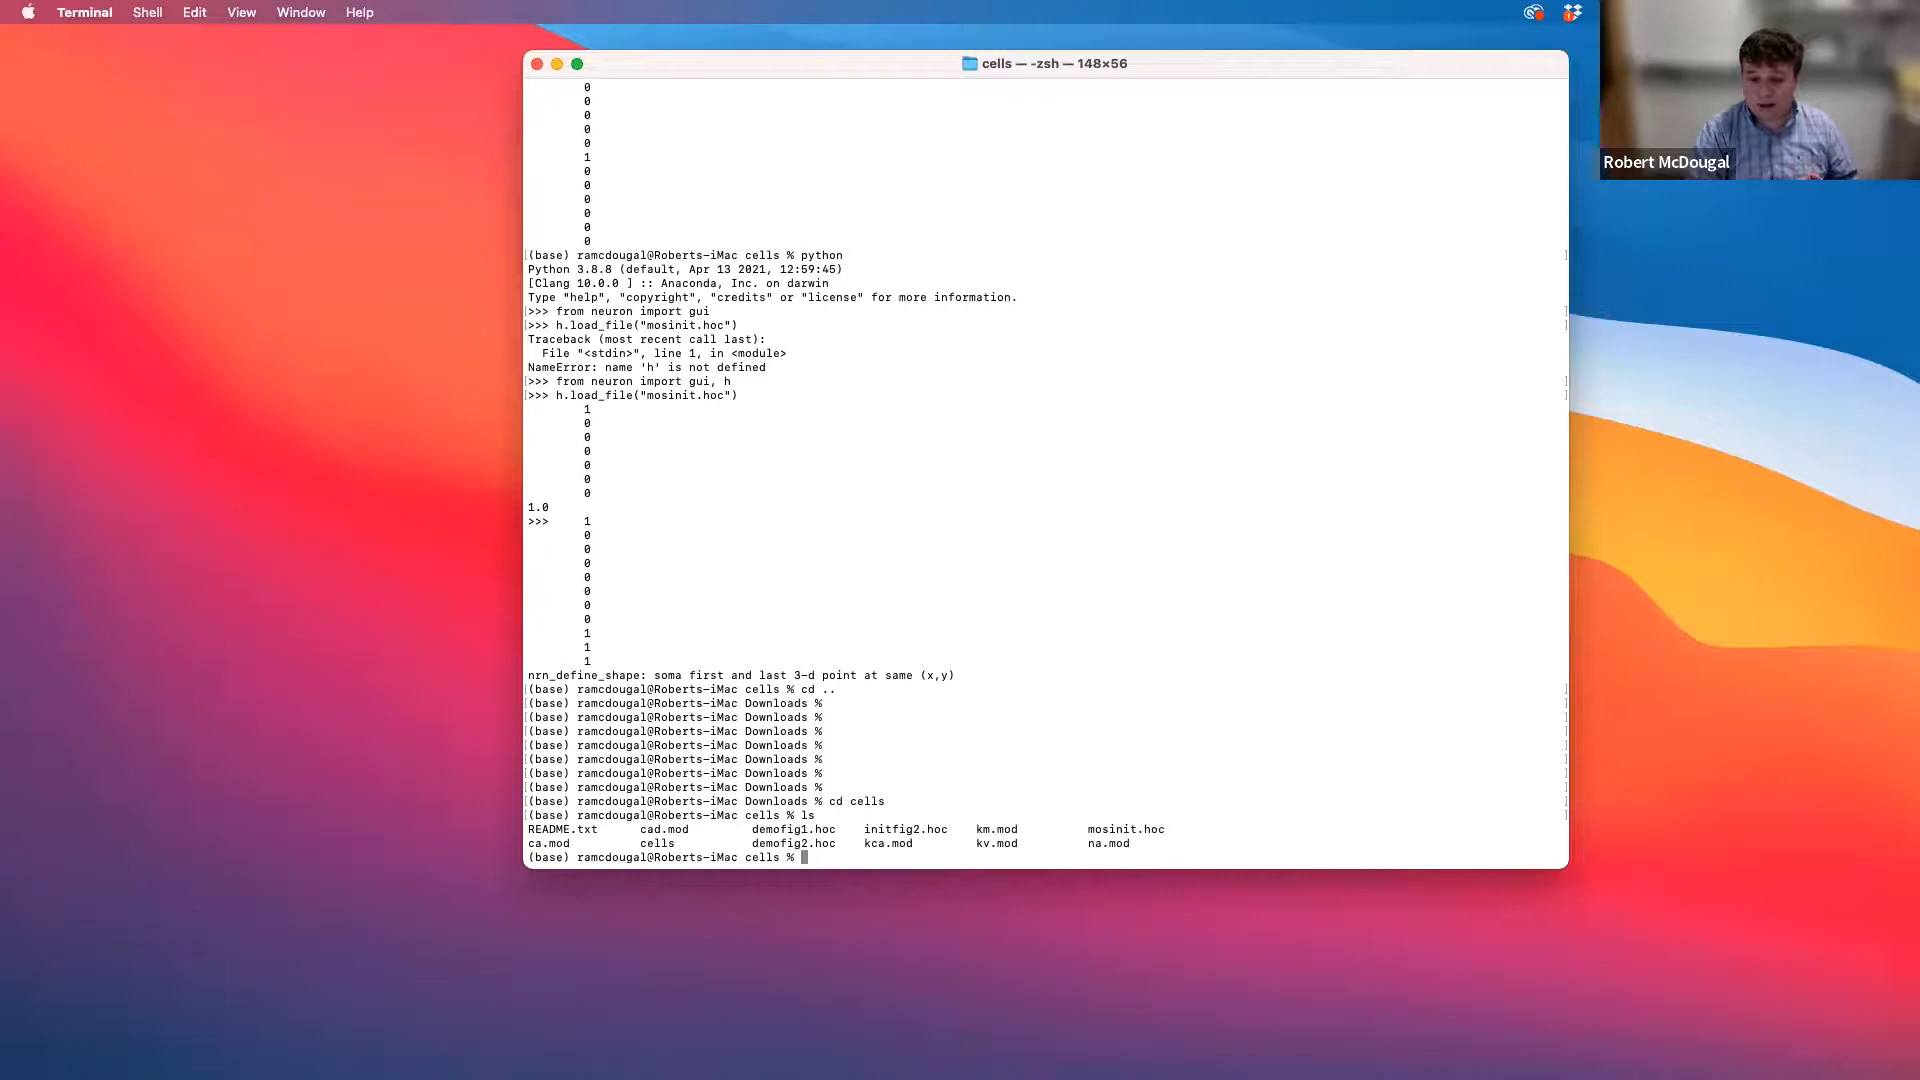 Terminal Shell Edit View Window Help
cells — -zsh — 148×56
0
0
0
0
0
1
0
0
0
0
0
0
(base) ramcdougal@Roberts-iMac cells % python
Python 3.8.8 (default, Apr 13 2021, 12:59:45)
[Clang 10.0.0 ] :: Anaconda, Inc. on darwin
Type "help", "copyright", "credits" or "license" for more information.
>>> from neuron import gui
>>> h.load_file("mosinit.hoc")
Traceback (most recent call last):
File "<stdin>", line 1, in <module>
NameError: name 'h' is not defined
>>> from neuron import gui, h
>>> h.load_file("mosinit.hoc")
1
0
0
0
0
0
0
1.0
>>> 1
0
0
0
0
0
0
0
1
1
1
nrn_define_shape: soma first and last 3-d point at same (x,y)
(base) ramcdougal@Roberts-iMac cells % cd ..
(base) ramcdougal@Roberts-iMac Downloads %
(base) ramcdougal@Roberts-iMac Downloads %
(base) ramcdougal@Roberts-iMac Downloads %
(base) ramcdougal@Roberts-iMac Downloads %
(base) ramcdougal@Roberts-iMac Downloads %
(base) ramcdougal@Roberts-iMac Downloads %
(base) ramcdougal@Roberts-iMac Downloads %
(base) ramcdougal@Roberts-iMac Downloads % cd cells
(base) ramcdougal@Roberts-iMac cells % ls
README.txt cad.mod demofig1.hoc initfig2.hoc km.mod mosinit.hoc
ca.mod cells demofig2.hoc kca.mod kv.mod na.mod
(base) ramcdougal@Roberts-iMac cells %
Robert McDougal